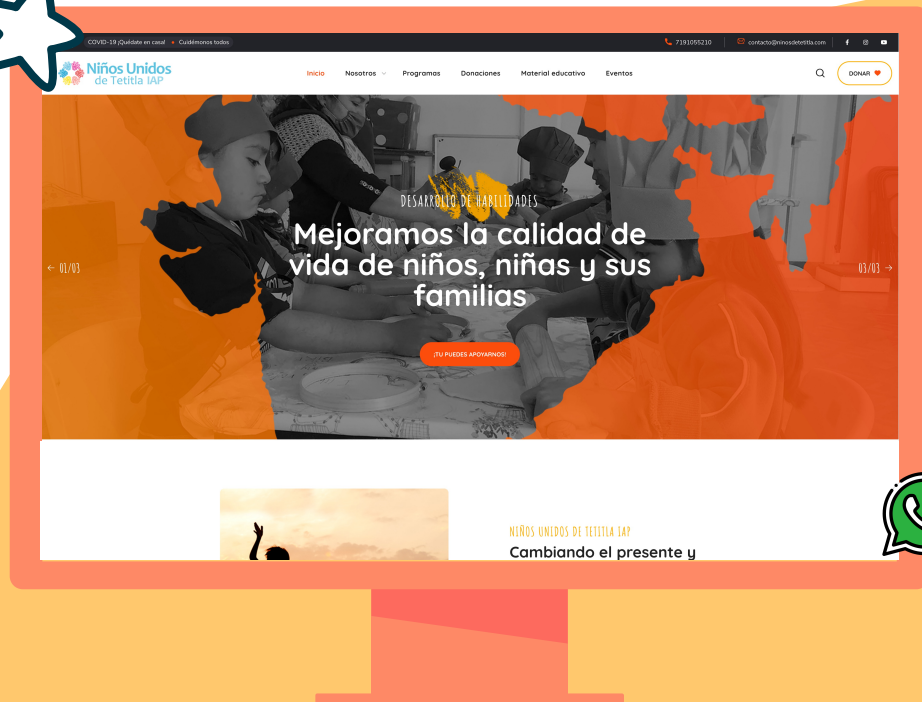 COVID-19 ¡Quédate en casa! • Cuidémonos todos
7191055210
contacto@ninosdetetitla.com
Niños Unidos
de Tetitla IAP
Inicio
Nosotros
Programas
Donaciones
Material educativo
Eventos
DONAR
DESARROLLO DE HABILIDADES
Mejoramos la calidad de
vida de niños, niñas y sus
familias
← 01/03
03/03 →
¡TU PUEDES APOYARNOS!
NIÑOS UNIDOS DE TETITLA IAP
Cambiando el presente y